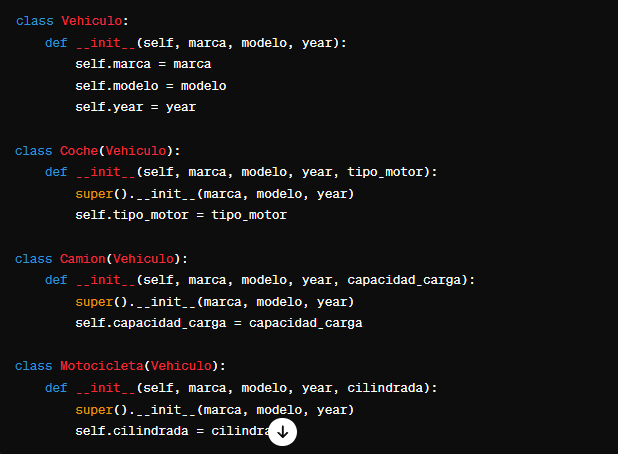 class Vehiculo:
    def __init__(self, marca, modelo, year):
        self.marca = marca
        self.modelo = modelo
        self.year = year
class Coche(Vehiculo):
    def __init__(self, marca, modelo, year, tipo_motor):
        super().__init__(marca, modelo, year)
        self.tipo_motor = tipo_motor
class Camion(Vehiculo):
    def __init__(self, marca, modelo, year, capacidad_carga):
        super().__init__(marca, modelo, year)
        self.capacidad_carga = capacidad_carga
class Motocicleta(Vehiculo):
    def __init__(self, marca, modelo, year, cilindrada):
        super().__init__(marca, modelo, year)
        self.cilindrada =